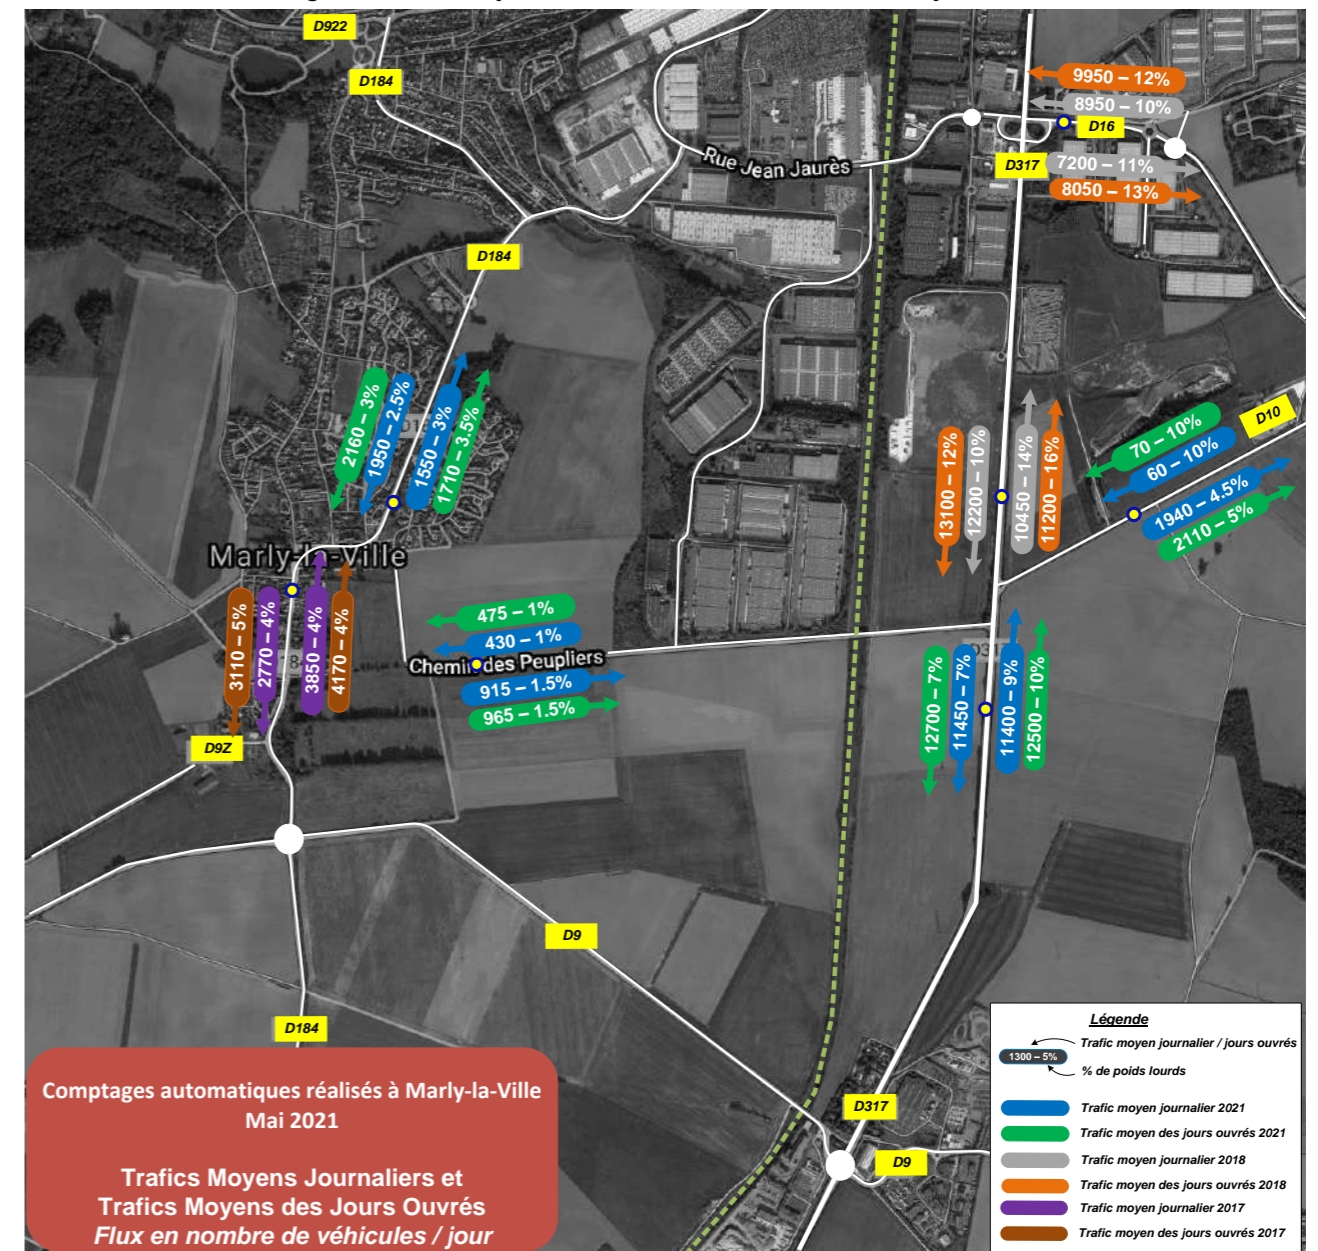 D922
D184
9950 – 12%
8950 – 10%
D16
Rue Jean Jaurès
D317
7200 – 11%
8050 – 13%
D184
2160 – 3%
1950 – 2.5%
1550 – 3%
1710 – 3.5%
13100 – 12%
12200 – 10%
10450 – 14%
11200 – 16%
D10
70 – 10%
60 – 10%
1940 – 4.5%
2110 – 5%
Marly-la-Ville
3110 – 5%
2770 – 4%
3850 – 4%
4170 – 4%
475 – 1%
430 – 1%
Chemin des Peupliers
915 – 1.5%
965 – 1.5%
12700 – 7%
11450 – 7%
11400 – 9%
12500 – 10%
D9Z
D9
D184
D317
D9
Comptages automatiques réalisés à Marly-la-Ville
Mai 2021
Trafics Moyens Journaliers et
Trafics Moyens des Jours Ouvrés
Flux en nombre de véhicules / jour
Légende
Trafic moyen journalier / jours ouvrés
1300 – 5%
% de poids lourds
Trafic moyen journalier 2021
Trafic moyen des jours ouvrés 2021
Trafic moyen journalier 2018
Trafic moyen des jours ouvrés 2018
Trafic moyen journalier 2017
Trafic moyen des jours ouvrés 2017